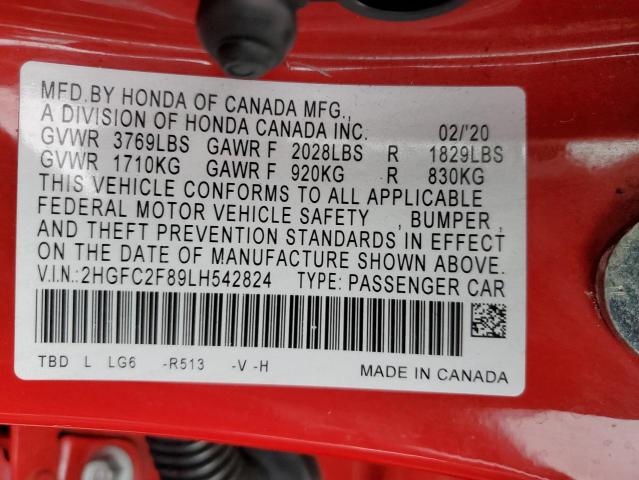 MFD.BY HONDA OF CANADA MFG.,
A DIVISION OF HONDA CANADA INC. 02/'20
GVWR 3769LBS GAWR F 2028LBS R 1829LBS
GVWR 1710KG GAWR F 920KG R 830KG
THIS VEHICLE CONFORMS TO ALL APPLICABLE
FEDERAL MOTOR VEHICLE SAFETY , BUMPER ,
AND THEFT PREVENTION STANDARDS IN EFFECT
ON THE DATE OF MANUFACTURE SHOWN ABOVE.
V.I.N.:2HGFC2F89LH542824 TYPE: PASSENGER CAR
TBD L LG6 -R513 -V -H MADE IN CANADA